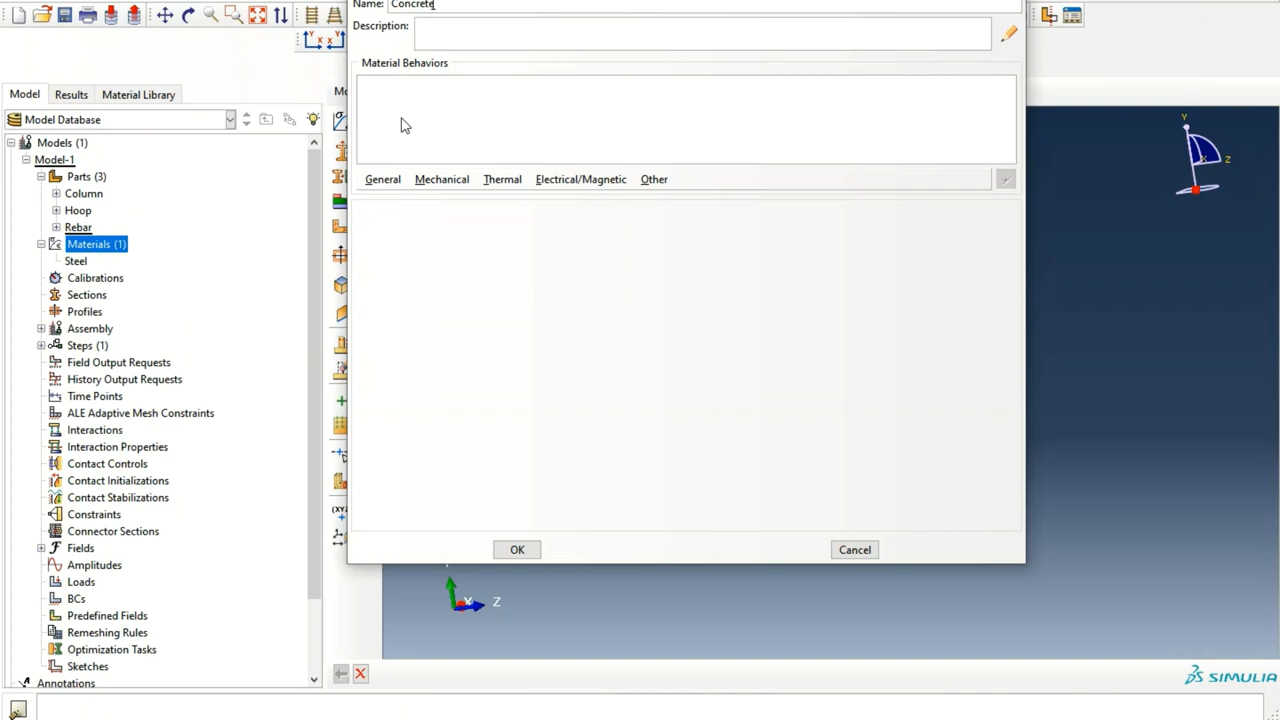 Name: Concrete
Description:
Material Behaviors
Model Results Material Library
Model Database
General Mechanical Thermal Electrical/Magnetic Other
Models (1)
Model-1
Parts (3)
Column
Hoop
Rebar
Materials (1)
Steel
Calibrations
Sections
Profiles
Assembly
Steps (1)
Field Output Requests
History Output Requests
Time Points
ALE Adaptive Mesh Constraints
Interactions
Interaction Properties
Contact Controls
Contact Initializations
Contact Stabilizations
Constraints
Connector Sections
Fields
Amplitudes
Loads
BCs
Predefined Fields
Remeshing Rules
Optimization Tasks
Sketches
Annotations
OK Cancel
Y
X
Z
X Z
SIMULIA